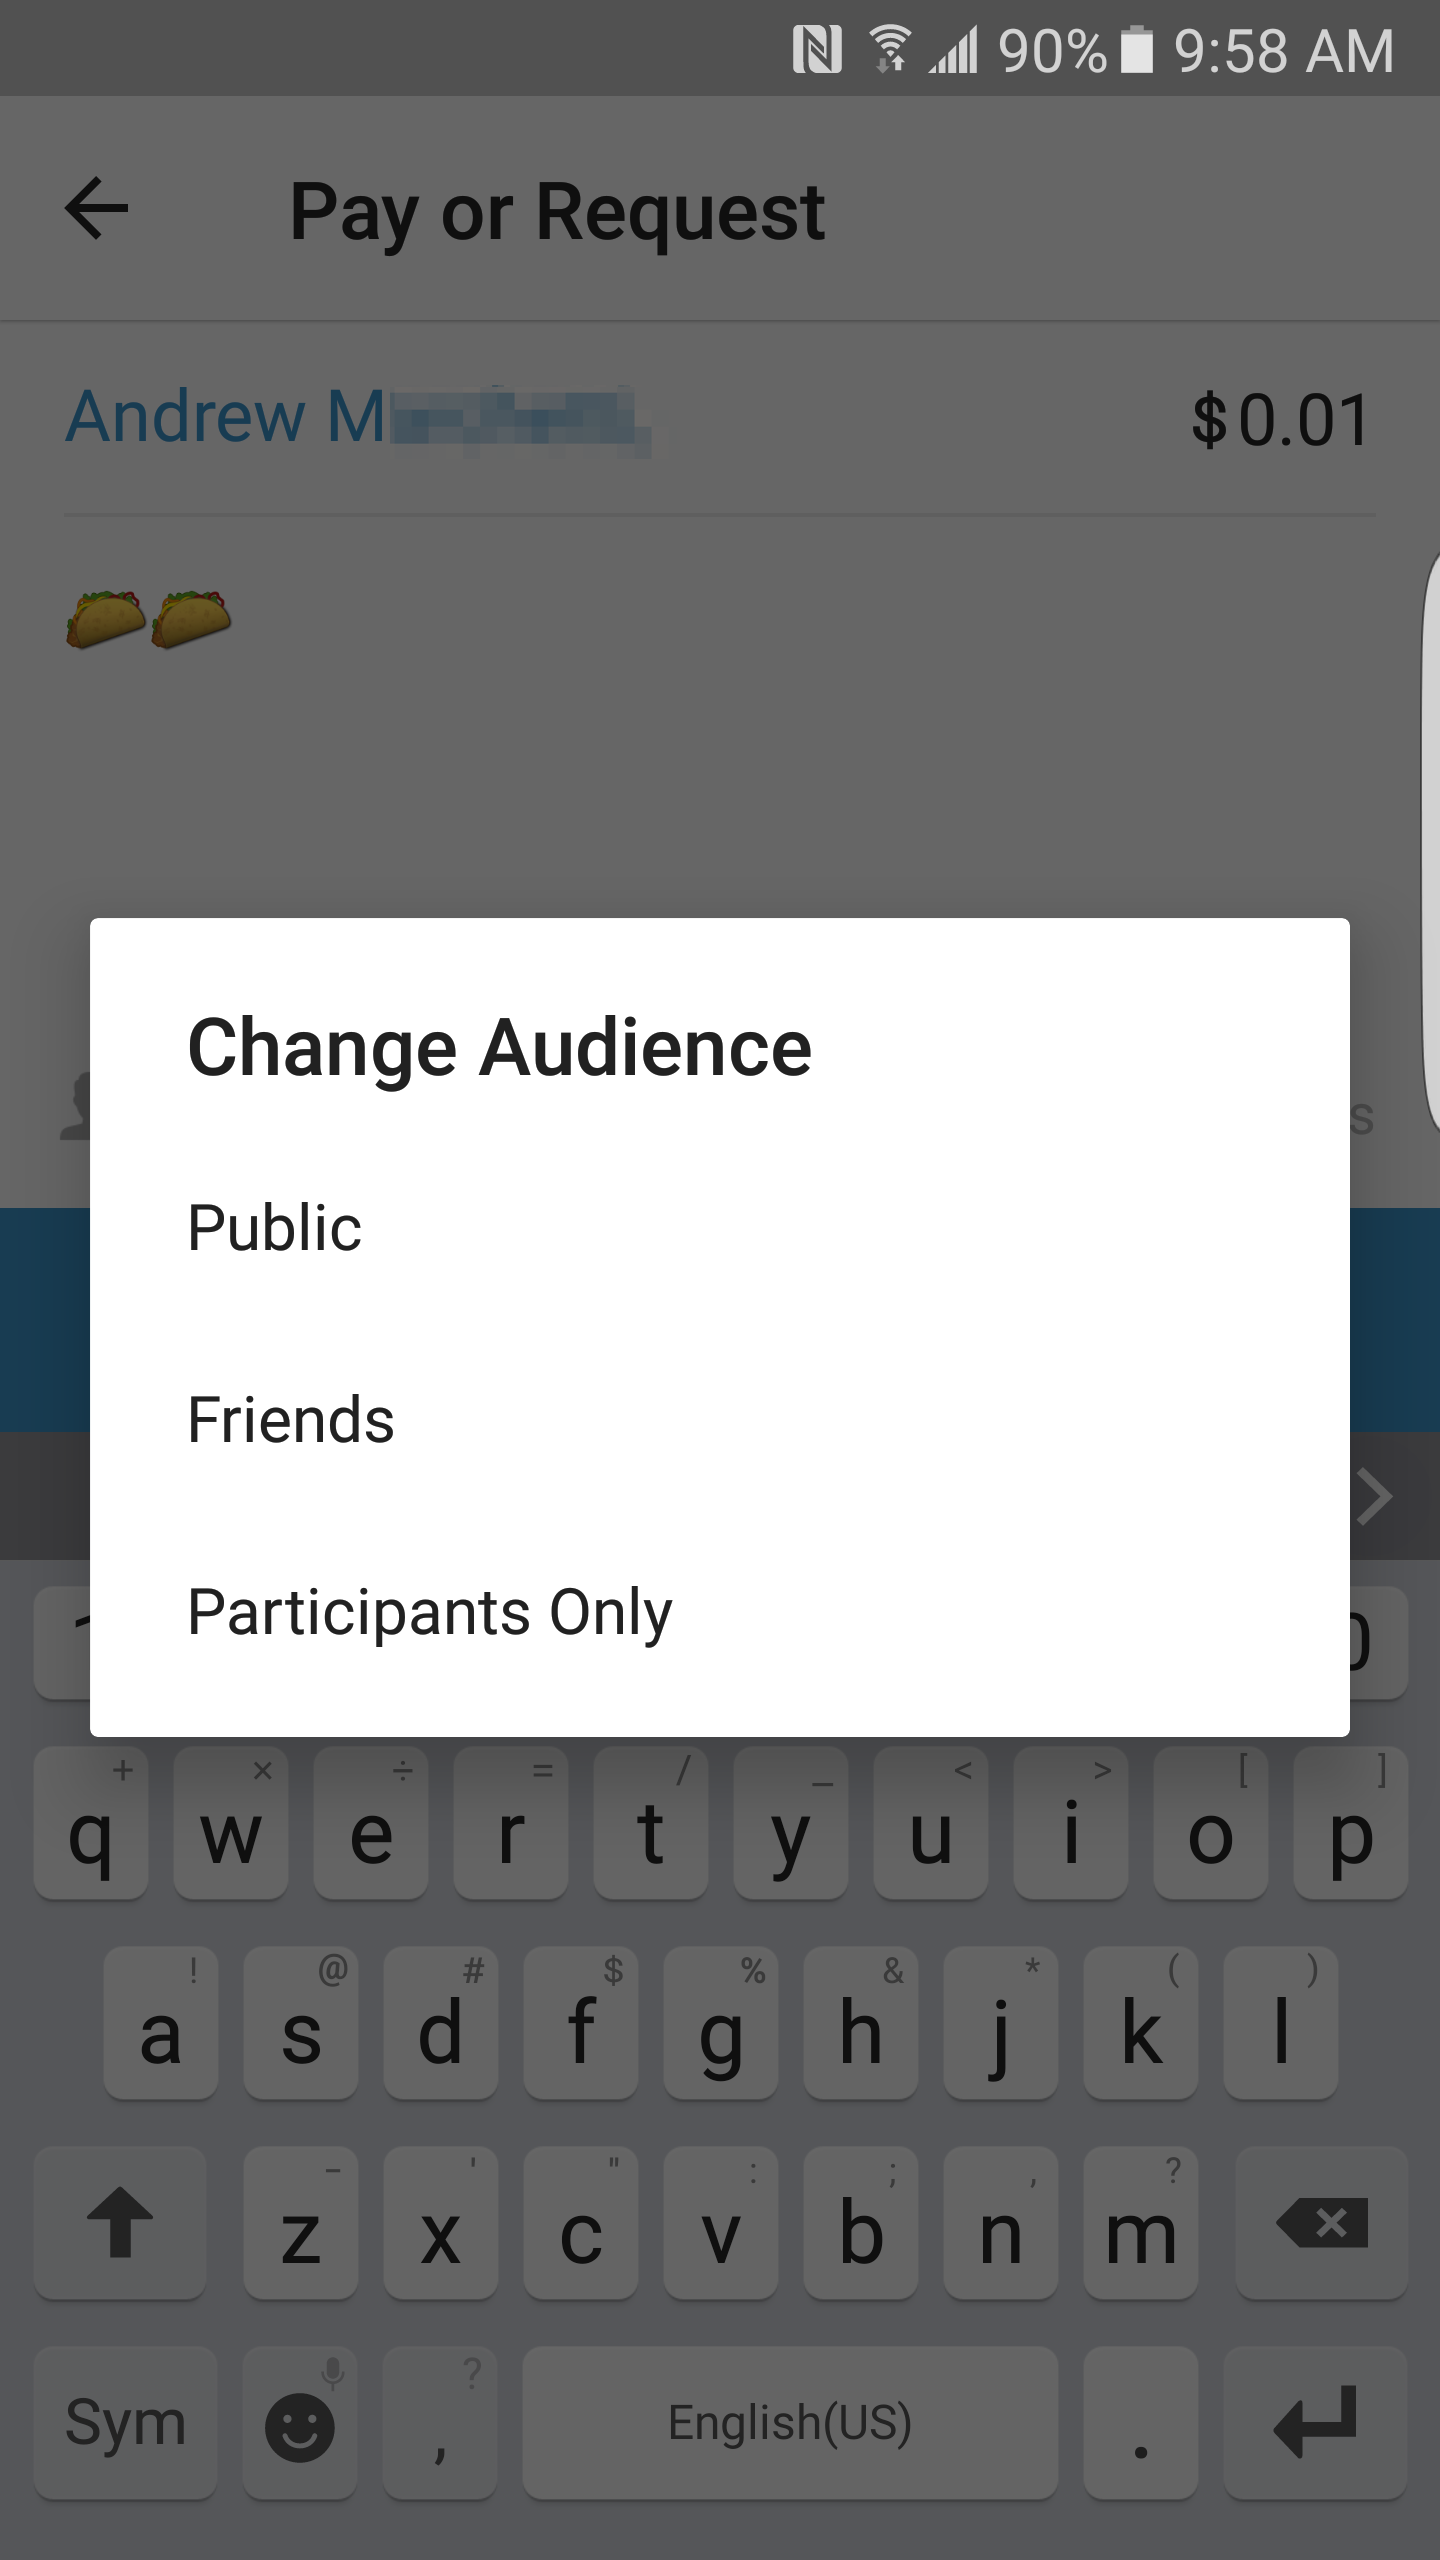 90% 9:58 AM
Pay or Request
Andrew M
$0.01
🌮🌮
Change Audience
s
Public
Friends
Participants Only
+ × ÷ = / _ < > [ ]
q w e r t y u i o p
! @ # $ % & * ( )
a s d f g h j k l
- ' " : ; , ?
z x c v b n m
?
Sym , English(US) .